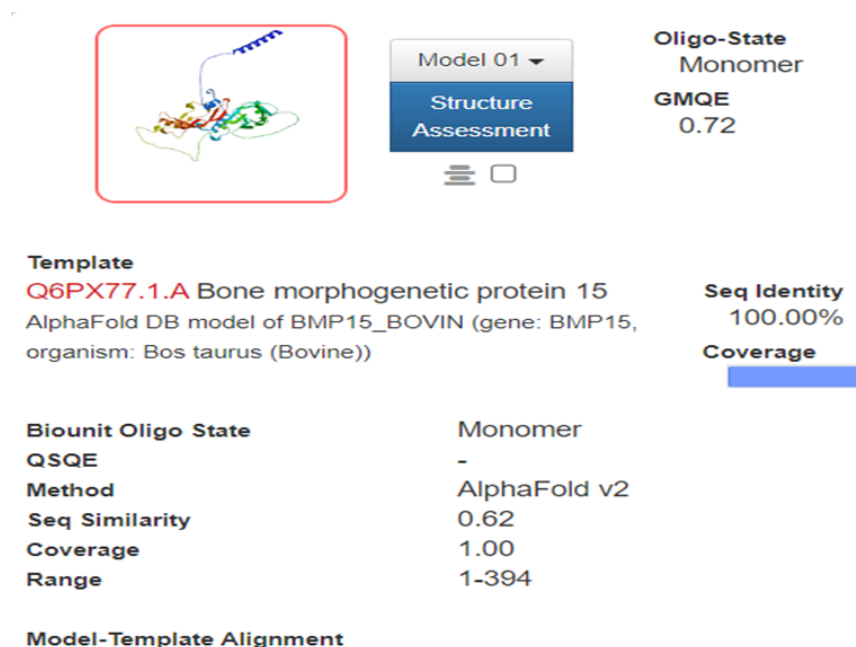 Model 01
Structure
Assessment
Oligo-State
Monomer
GMQE
0.72
Template
Q6PX77.1.A Bone morphogenetic protein 15
AlphaFold DB model of BMP15_BOVIN (gene: BMP15,
organism: Bos taurus (Bovine))
Seq Identity
100.00%
Coverage
Biounit Oligo State Monomer
QSQE -
Method AlphaFold v2
Seq Similarity 0.62
Coverage 1.00
Range 1-394
Model-Template Alignment